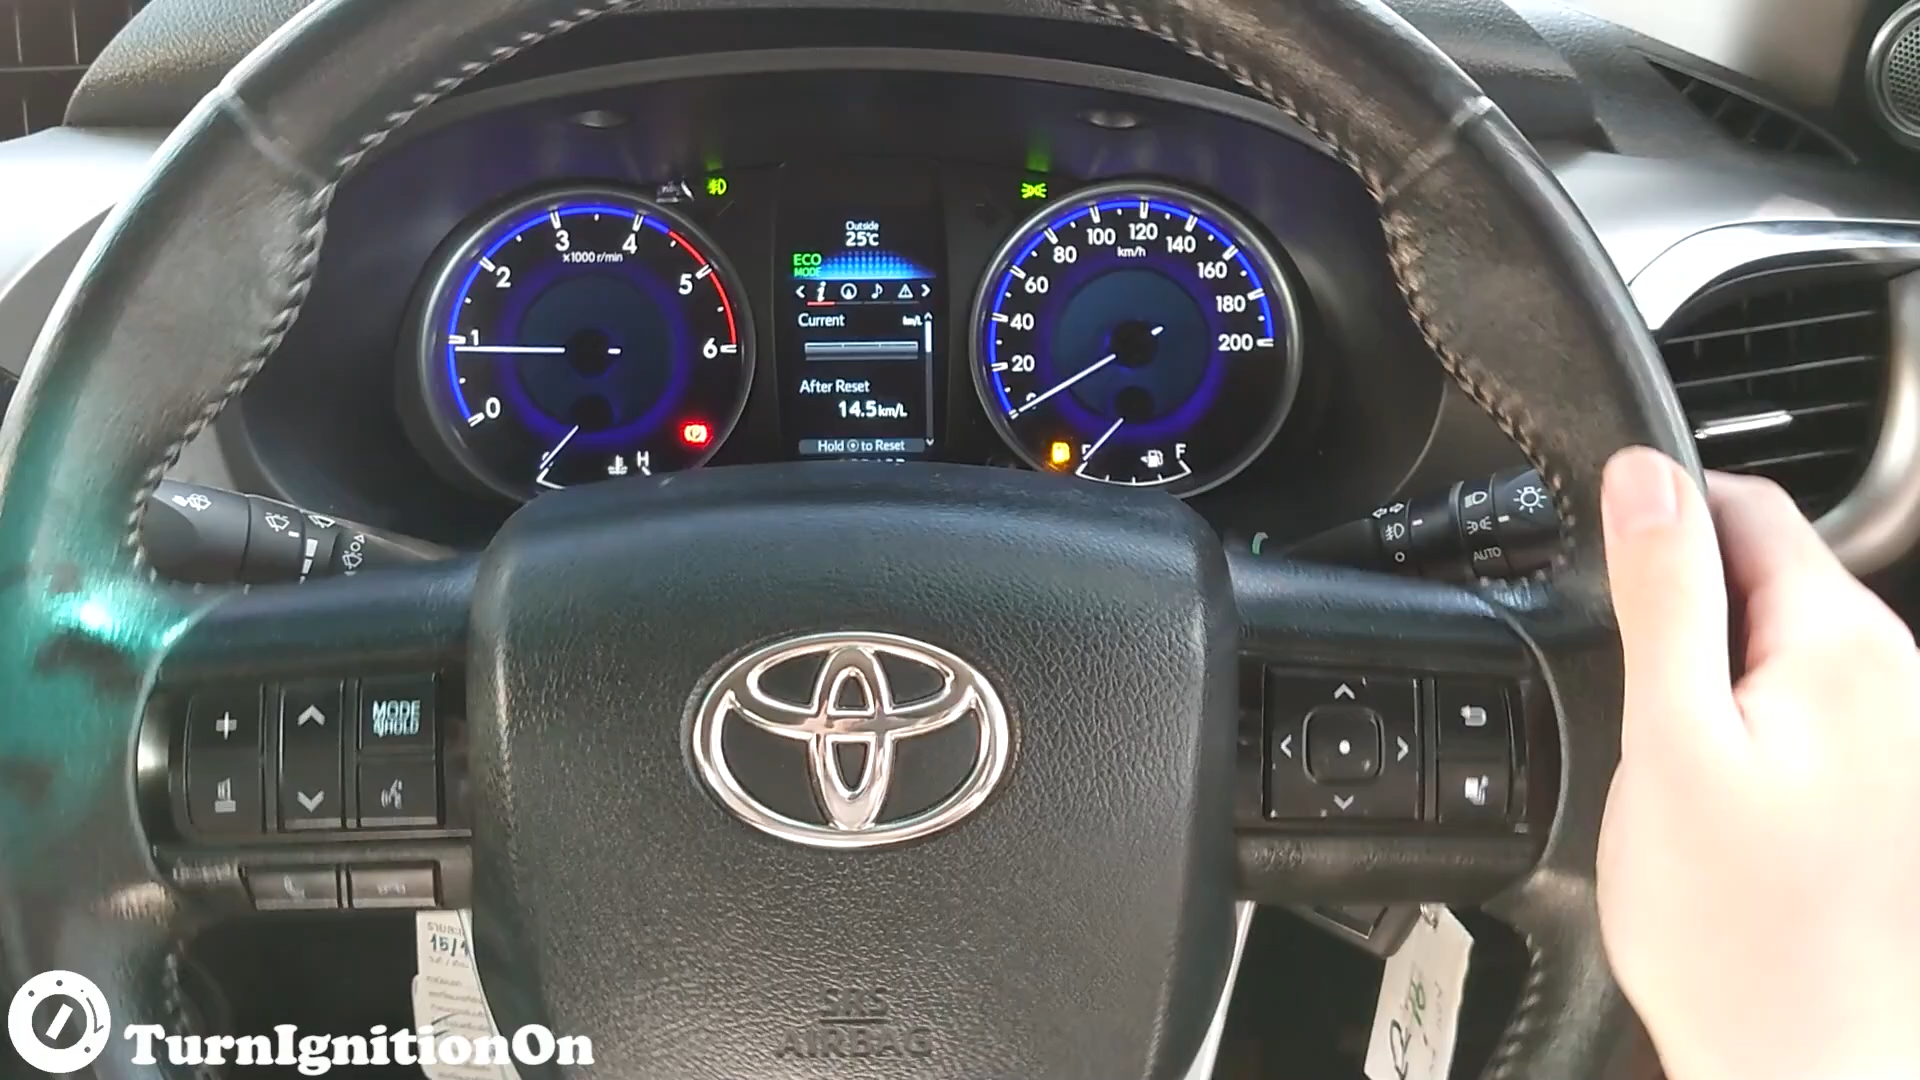 Outside
25°C
ECO
MODE
Current km/L
After Reset
14.5 km/L
Hold to Reset
0 1 2 3 4 5 6
×1000 r/min
H
20 40 60 80 100 120 140 160 180 200
km/h
F
AUTO
MODE
HOLD
15/
SRS
AIRBAG
TurnIgnitionOn